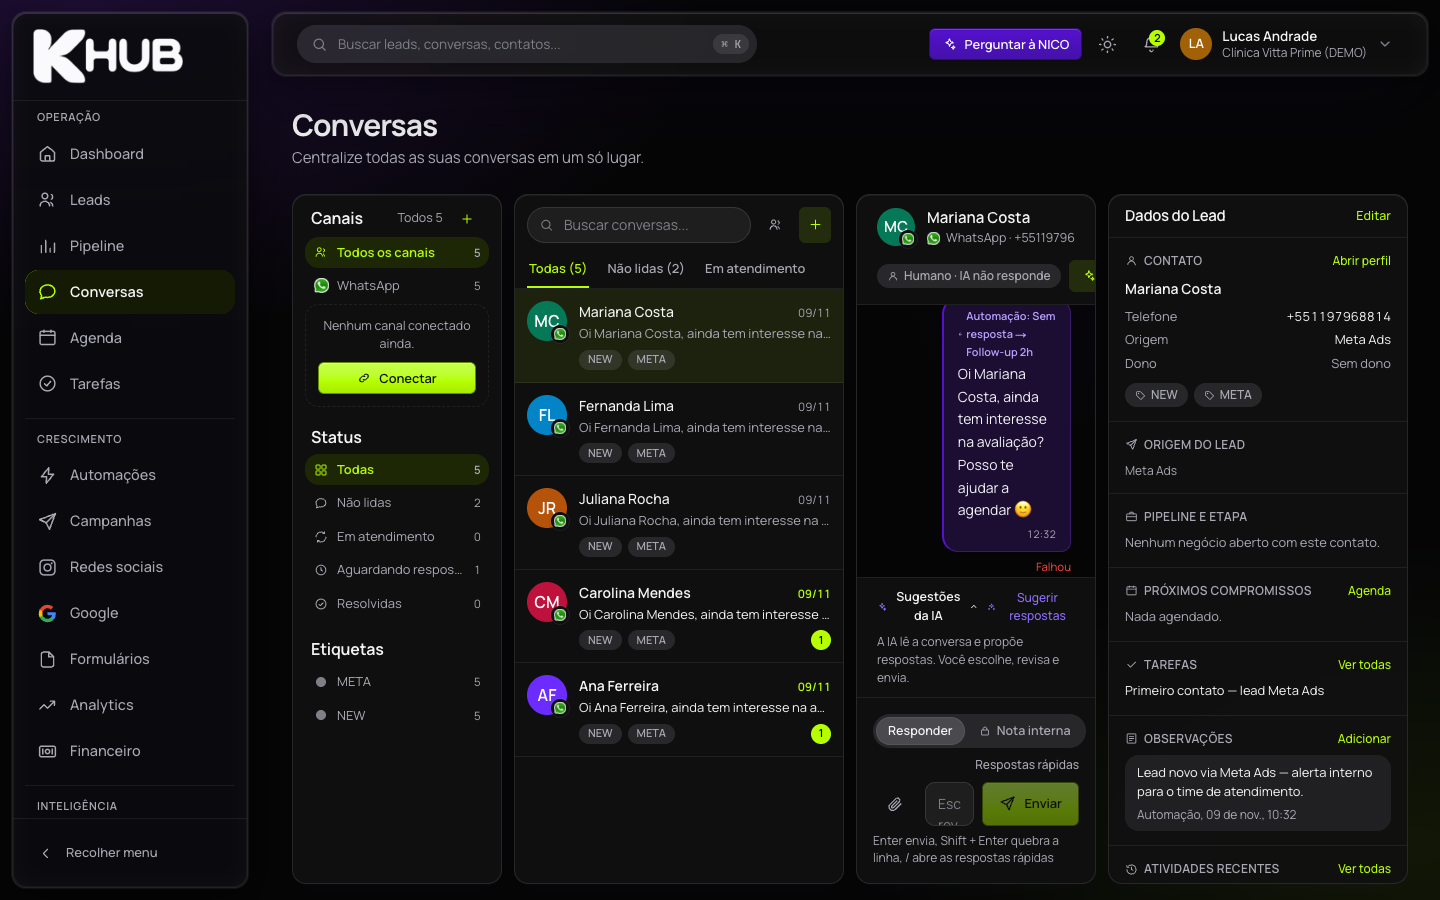 KHUB
OPERAÇÃO
Dashboard
Leads
Pipeline
Conversas
Agenda
Tarefas
CRESCIMENTO
Automações
Campanhas
Redes sociais
Google
Formulários
Analytics
Financeiro
INTELIGÊNCIA
Recolher menu
Buscar leads, conversas, contatos...
⌘ K
Perguntar à NICO
2
LA
Lucas Andrade
Clínica Vitta Prime (DEMO)
Conversas
Centralize todas as suas conversas em um só lugar.
Canais
Todos 5
+
Todos os canais 5
WhatsApp 5
Nenhum canal conectado
ainda.
Conectar
Status
Todas 5
Não lidas 2
Em atendimento 0
Aguardando respos... 1
Resolvidas 0
Etiquetas
META 5
NEW 5
Buscar conversas...
+
Todas (5)
Não lidas (2)
Em atendimento
MC
Mariana Costa 09/11
Oi Mariana Costa, ainda tem interesse na...
NEW META
FL
Fernanda Lima 09/11
Oi Fernanda Lima, ainda tem interesse na...
NEW META
JR
Juliana Rocha 09/11
Oi Juliana Rocha, ainda tem interesse na ...
NEW META
CM
Carolina Mendes 09/11
Oi Carolina Mendes, ainda tem interesse ...
NEW META 1
AF
Ana Ferreira 09/11
Oi Ana Ferreira, ainda tem interesse na a...
NEW META 1
MC
Mariana Costa
WhatsApp · +55119796
Humano · IA não responde
Automação: Sem
resposta →
Follow-up 2h
Oi Mariana
Costa, ainda
tem interesse
na avaliação?
Posso te
ajudar a
agendar 🙂
12:32
Falhou
Sugestões
da IA
Sugerir
respostas
A IA lê a conversa e propõe
respostas. Você escolhe, revisa e
envia.
Responder
Nota interna
Respostas rápidas
Esc
rev
Enviar
Enter envia, Shift + Enter quebra a
linha, / abre as respostas rápidas
Dados do Lead
Editar
CONTATO
Abrir perfil
Mariana Costa
Telefone +551197968814
Origem Meta Ads
Dono Sem dono
NEW META
ORIGEM DO LEAD
Meta Ads
PIPELINE E ETAPA
Nenhum negócio aberto com este contato.
PRÓXIMOS COMPROMISSOS
Agenda
Nada agendado.
TAREFAS
Ver todas
Primeiro contato — lead Meta Ads
OBSERVAÇÕES
Adicionar
Lead novo via Meta Ads — alerta interno
para o time de atendimento.
Automação, 09 de nov., 10:32
ATIVIDADES RECENTES
Ver todas